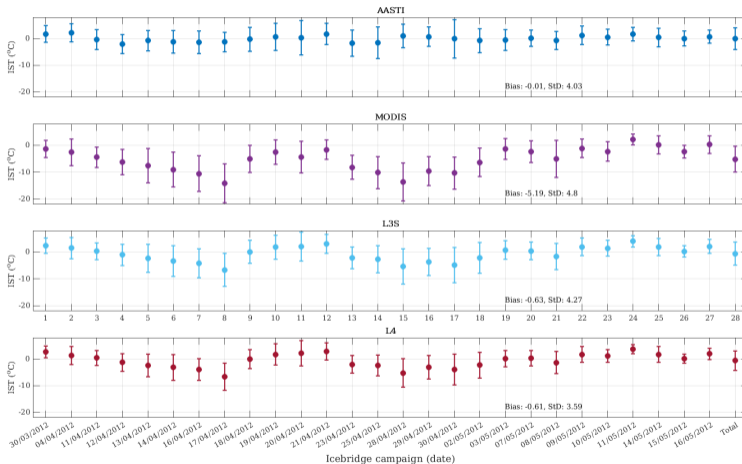 AASTI
IST (°C)
0
-10
-20
Bias: -0.01, StD: 4.03
MODIS
IST (°C)
0
-10
-20
Bias: -5.19, StD: 4.8
L3S
IST (°C)
0
-10
-20
Bias: -0.63, StD: 4.27
1 2 3 4 5 6 7 8 9 10 11 12 13 14 15 16 17 18 19 20 21 22 23 24 25 26 27 28
L4
IST (°C)
0
-10
-20
Bias: -0.61, StD: 3.59
30/03/2012 04/04/2012 11/04/2012 12/04/2012 13/04/2012 14/04/2012 16/04/2012 17/04/2012 18/04/2012 19/04/2012 20/04/2012 21/04/2012 23/04/2012 25/04/2012 28/04/2012 29/04/2012 30/04/2012 02/05/2012 03/05/2012 07/05/2012 08/05/2012 09/05/2012 10/05/2012 11/05/2012 14/05/2012 15/05/2012 16/05/2012 Total
Icebridge campaign (date)